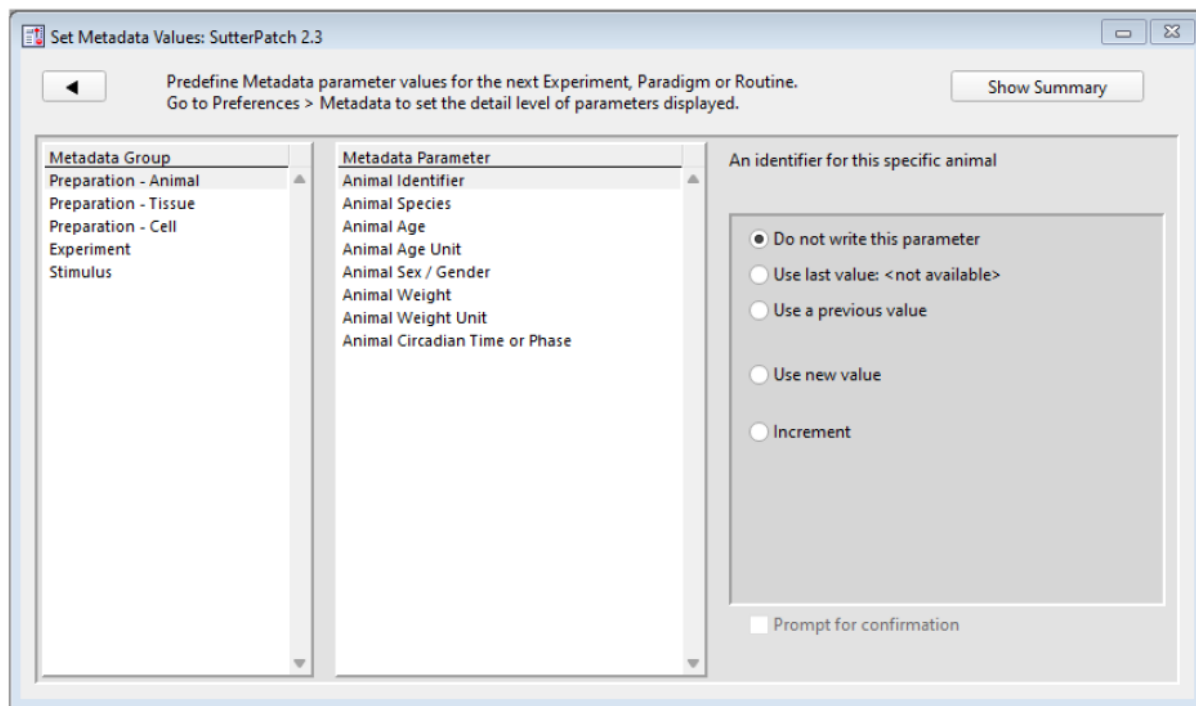 Set Metadata Values: SutterPatch 2.3
Predefine Metadata parameter values for the next Experiment, Paradigm or Routine.
Go to Preferences > Metadata to set the detail level of parameters displayed.
Show Summary
Metadata Group
Preparation - Animal
Preparation - Tissue
Preparation - Cell
Experiment
Stimulus
Metadata Parameter
Animal Identifier
Animal Species
Animal Age
Animal Age Unit
Animal Sex / Gender
Animal Weight
Animal Weight Unit
Animal Circadian Time or Phase
An identifier for this specific animal
Do not write this parameter
Use last value: <not available>
Use a previous value
Use new value
Increment
Prompt for confirmation